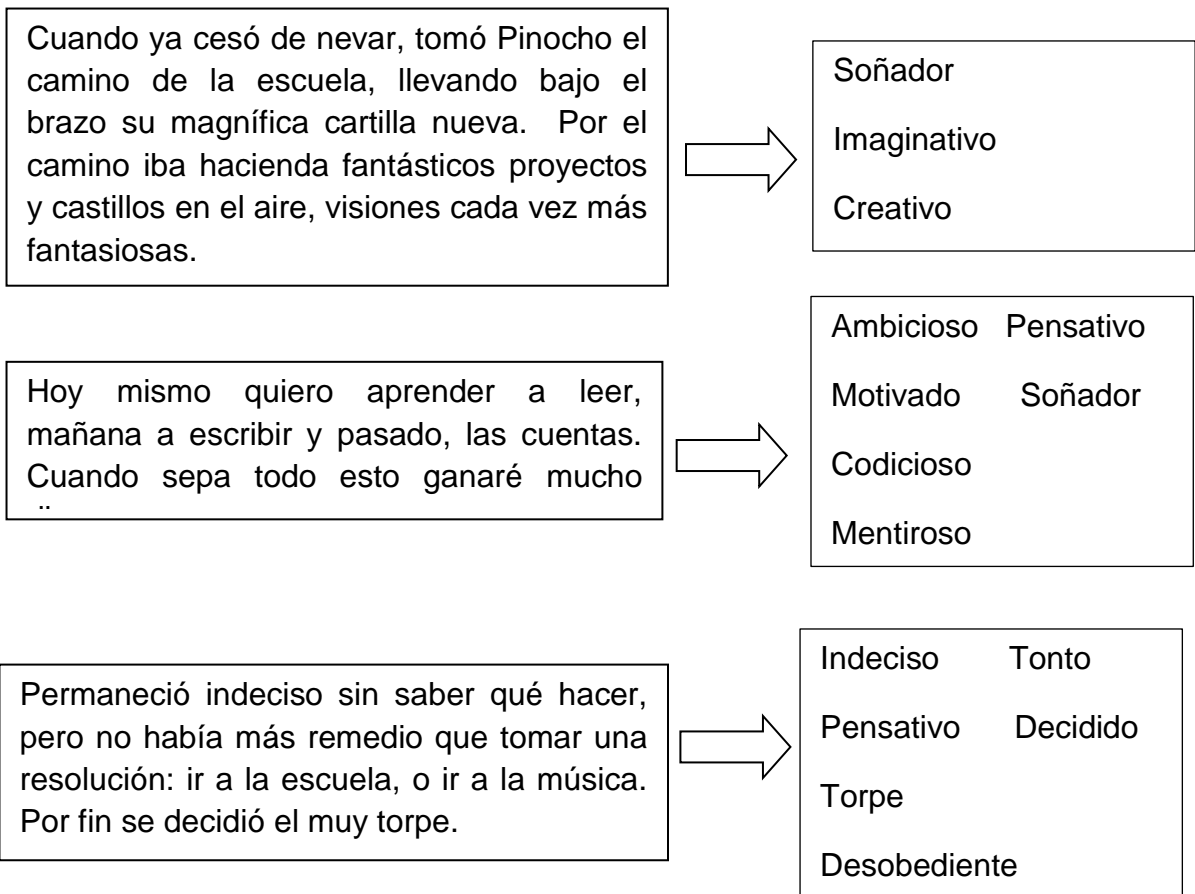 Cuando ya cesó de nevar, tomó Pinocho el
camino de la escuela, llevando bajo el
brazo su magnífica cartilla nueva. Por el
camino iba hacienda fantásticos proyectos
y castillos en el aire, visiones cada vez más
fantasiosas.
Soñador
Imaginativo
Creativo
Hoy mismo quiero aprender a leer,
mañana a escribir y pasado, las cuentas.
Cuando sepa todo esto ganaré mucho
Ambicioso Pensativo
Motivado Soñador
Codicioso
Mentiroso
Permaneció indeciso sin saber qué hacer,
pero no había más remedio que tomar una
resolución: ir a la escuela, o ir a la música.
Por fin se decidió el muy torpe.
Indeciso Tonto
Pensativo Decidido
Torpe
Desobediente